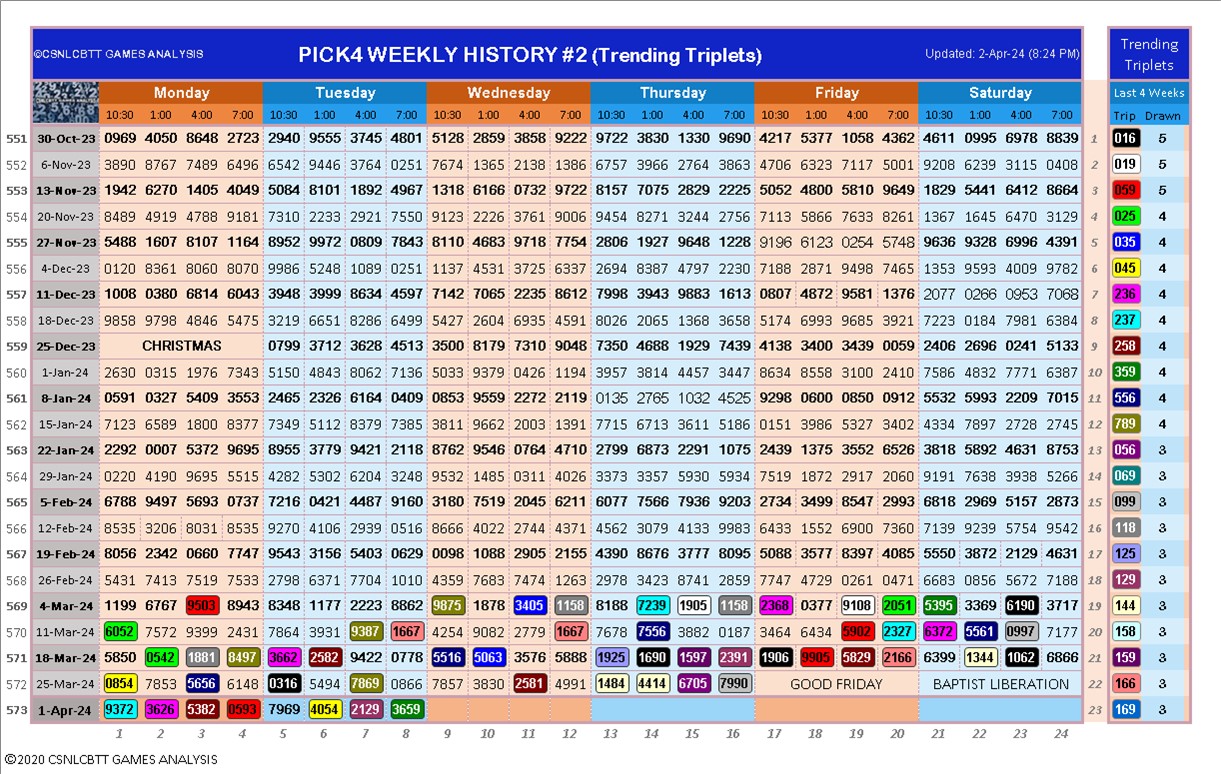 ©CSNLCBTT GAMES ANALYSIS PICK4 WEEKLY HISTORY #2 (Trending Triplets) Updated: 2-Apr-24 (8:24 PM) Trending Triplets
Monday Tuesday Wednesday Thursday Friday Saturday Last 4 Weeks
10:30 1:00 4:00 7:00 10:30 1:00 4:00 7:00 10:30 1:00 4:00 7:00 10:30 1:00 4:00 7:00 10:30 1:00 4:00 7:00 10:30 1:00 4:00 7:00 Trip Drawn
551 30-Oct-23 0969 4050 8648 2723 2940 9555 3745 4801 5128 2859 3858 9222 9722 3830 1330 9690 4217 5377 1058 4362 4611 0995 6978 8839 1 016 5
552 6-Nov-23 3890 8767 7489 6496 6542 9446 3764 0251 7674 1365 2138 1386 6757 3966 2764 3863 4706 6323 7117 5001 9208 6239 3115 0408 2 019 5
553 13-Nov-23 1942 6270 1405 4049 5084 8101 1892 4967 1318 6166 0732 9722 8157 7075 2829 2225 5052 4800 5810 9649 1829 5441 6412 8664 3 059 5
554 20-Nov-23 8489 4919 4788 9181 7310 2233 2921 7550 9123 2226 3761 9006 9454 8271 3244 2756 7113 5866 7633 8261 1367 1645 6470 3129 4 025 4
555 27-Nov-23 5488 1607 8107 1164 8952 9972 0809 7843 8110 4683 9718 7754 2806 1927 9648 1228 9196 6123 0254 5748 9636 9328 6996 4391 5 035 4
556 4-Dec-23 0120 8361 8060 8070 9986 5248 1089 0251 1137 4531 3725 6337 2694 8387 4797 2230 7188 2871 9498 7465 1353 9593 4009 9782 6 045 4
557 11-Dec-23 1008 0380 6814 6043 3948 3999 8634 4597 7142 7065 2235 8612 7998 3943 9883 1613 0807 4872 9581 1376 2077 0266 0953 7068 7 236 4
558 18-Dec-23 9858 9798 4846 5475 3219 6651 8286 6499 5427 2604 6935 4591 8026 2065 1368 3658 5174 6993 9685 3921 7223 0184 7981 6384 8 237 4
559 25-Dec-23 CHRISTMAS 0799 3712 3628 4513 3500 8179 7310 9048 7350 4688 1929 7439 4138 3400 3439 0059 2406 2696 0241 5133 9 258 4
560 1-Jan-24 2630 0315 1976 7343 5150 4843 8062 7136 5033 9379 0426 1194 3957 3814 4457 3447 8634 8558 3100 2410 7586 4832 7771 6387 10 359 4
561 8-Jan-24 0591 0327 5409 3553 2465 2326 6164 0409 0853 9559 2272 2119 0135 2765 1032 4525 9298 0600 0850 0912 5532 5993 2209 7015 11 556 4
562 15-Jan-24 7123 6589 1800 8377 7349 5112 8379 7385 3811 9662 2003 1391 7715 6713 3611 5186 0151 3986 5327 3402 4334 7897 2728 2745 12 789 4
563 22-Jan-24 2292 0007 5372 9695 8955 3779 9421 2118 8762 9546 0764 4710 2799 6873 2291 1075 2439 1375 3552 6526 3818 5892 4631 8753 13 056 3
564 29-Jan-24 0220 4190 9695 5515 4282 5302 6204 3248 9532 1485 0311 4026 3373 3357 5930 5934 7519 1872 2917 2060 9191 7638 3938 5266 14 069 3
565 5-Feb-24 6788 9497 5693 0737 7216 0421 4487 9160 3180 7519 2045 6211 6077 7566 7936 9203 2734 3499 8547 2993 6818 2969 5157 2873 15 099 3
566 12-Feb-24 8535 3206 8031 8535 9270 4106 2939 0516 8666 4022 2744 4371 4562 3079 4133 9983 6433 1552 6900 7360 7139 9239 5754 9542 16 118 3
567 19-Feb-24 8056 2342 0660 7747 9543 3156 5403 0629 0098 1088 2905 2155 4390 8676 3777 8095 5088 3577 8397 4085 5550 3872 2129 4631 17 125 3
568 26-Feb-24 5431 7413 7519 7533 2798 6371 7704 1010 4359 7683 7474 1263 2978 3423 8741 2859 7747 4729 0261 0471 6683 0856 5672 7188 18 129 3
569 4-Mar-24 1199 6767 9503 8943 8348 1177 2223 8862 9875 1878 3405 1158 8188 7239 1905 1158 2368 0377 9108 2051 5395 3369 6190 3717 19 144 3
570 11-Mar-24 6052 7572 9399 2431 7864 3931 9387 1667 4254 9082 2779 1667 7678 7556 3882 0187 3464 6434 5902 2327 6372 5561 0997 7177 20 158 3
571 18-Mar-24 5850 0542 1881 8497 3662 2582 9422 0778 5516 5063 3576 5888 1925 1690 1597 2391 1906 9905 5829 2166 6399 1344 1062 6866 21 159 3
572 25-Mar-24 0854 7853 5656 6148 0316 5494 7869 0866 7857 3830 2581 4991 1484 4414 6705 7990 GOOD FRIDAY BAPTIST LIBERATION 22 166 3
573 1-Apr-24 9372 3626 5382 0593 7969 4054 2129 3659 23 169 3
1 2 3 4 5 6 7 8 9 10 11 12 13 14 15 16 17 18 19 20 21 22 23 24
©2020 CSNLCBTT GAMES ANALYSIS